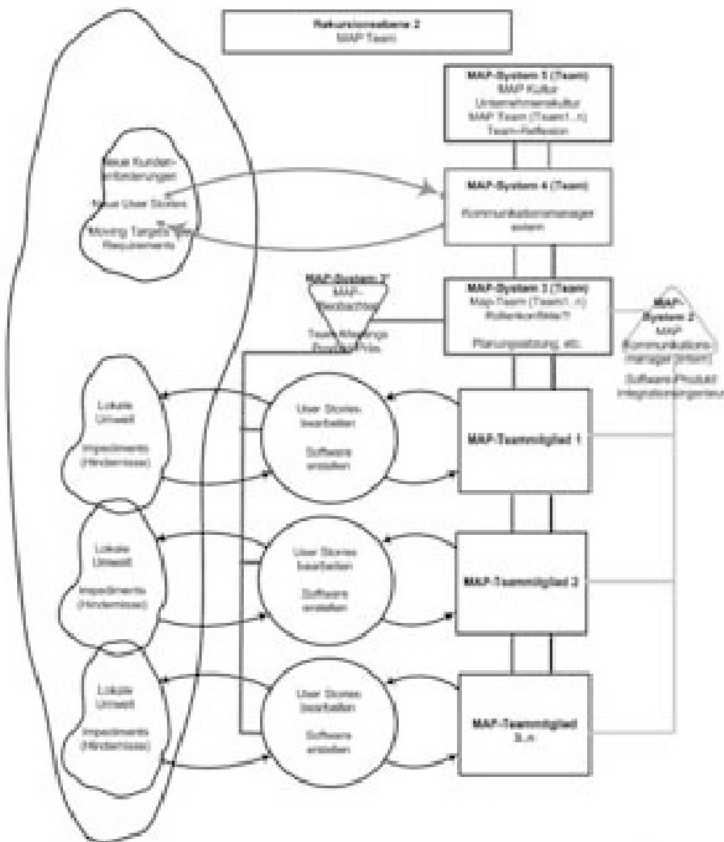 Rekursionsebene 2
MAP Team
MAP-System 5 (Team)
MAP Kultur
Unternehmenskultur
MAP Team (Team1..n)
Team-Reflexion
Neue Kunden-
anforderungen
Neue User Stories
Moving Targets
Requirements
MAP-System 4 (Team)
Kommunikationsmanager
extern
MAP-System 3*
MAP-
Beobachter
Team-Meetings
MAP-System 3 (Team)
Map-Team (Team1..n)
Rollenkonflikte?!
Planungssitzung, etc.
MAP-
System 2
MAP
Kommunikations-
manager (intern)
Software-Produkt
Integrationsingenieur
Lokale
Umwelt
Impediments
(Hindernisse)
User Stories
bearbeiten
Software
erstellen
MAP-Teammitglied 1
Lokale
Umwelt
Impediments
(Hindernisse)
User Stories
bearbeiten
Software
erstellen
MAP-Teammitglied 2
Lokale
Umwelt
Impediments
(Hindernisse)
User Stories
bearbeiten
Software
erstellen
MAP-Teammitglied
3..n